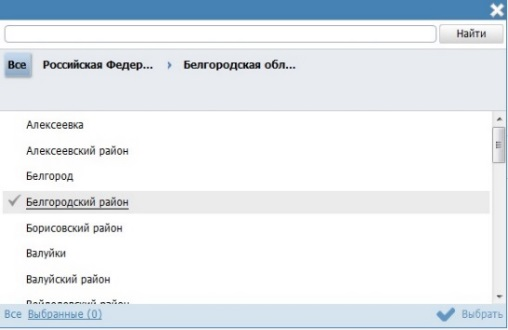 Найти
Все Российская Федер... › Белгородская обл...
Алексеевка
Алексеевский район
Белгород
Белгородский район
Борисовский район
Валуйки
Валуйский район
Все Выбранные (0) Выбрать